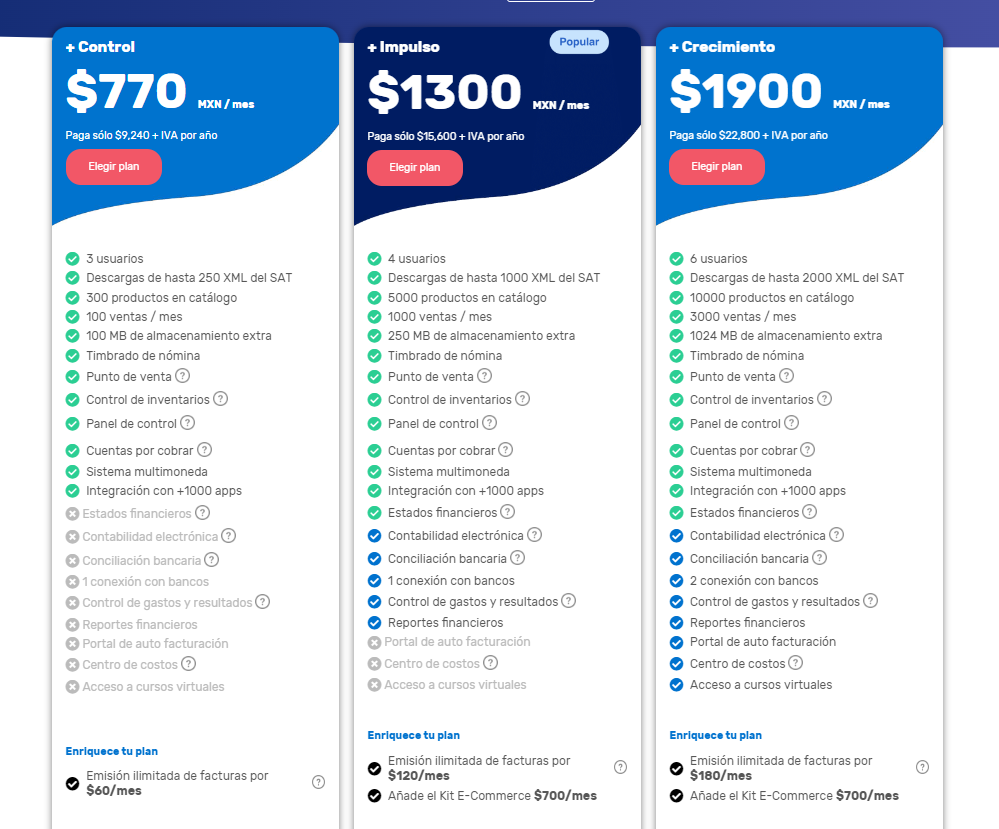 + Control
$770 MXN / mes
Paga sólo $9,240 + IVA por año
Elegir plan
3 usuarios
Descargas de hasta 250 XML del SAT
300 productos en catálogo
100 ventas / mes
100 MB de almacenamiento extra
Timbrado de nómina
Punto de venta ?
Control de inventarios ?
Panel de control ?
Cuentas por cobrar ?
Sistema multimoneda
Integración con +1000 apps
Estados financieros ?
Contabilidad electrónica ?
Conciliación bancaria ?
1 conexión con bancos
Control de gastos y resultados ?
Reportes financieros
Portal de auto facturación
Centro de costos ?
Acceso a cursos virtuales
Enriquece tu plan
Emisión ilimitada de facturas por
$60/mes ?
+ Impulso
Popular
$1300 MXN / mes
Paga sólo $15,600 + IVA por año
Elegir plan
4 usuarios
Descargas de hasta 1000 XML del SAT
5000 productos en catálogo
1000 ventas / mes
250 MB de almacenamiento extra
Timbrado de nómina
Punto de venta ?
Control de inventarios ?
Panel de control ?
Cuentas por cobrar ?
Sistema multimoneda
Integración con +1000 apps
Estados financieros ?
Contabilidad electrónica ?
Conciliación bancaria ?
1 conexión con bancos
Control de gastos y resultados ?
Reportes financieros
Portal de auto facturación
Centro de costos ?
Acceso a cursos virtuales
Enriquece tu plan
Emisión ilimitada de facturas por
$120/mes ?
Añade el Kit E-Commerce $700/mes
+ Crecimiento
$1900 MXN / mes
Paga sólo $22,800 + IVA por año
Elegir plan
6 usuarios
Descargas de hasta 2000 XML del SAT
10000 productos en catálogo
3000 ventas / mes
1024 MB de almacenamiento extra
Timbrado de nómina
Punto de venta ?
Control de inventarios ?
Panel de control ?
Cuentas por cobrar ?
Sistema multimoneda
Integración con +1000 apps
Estados financieros ?
Contabilidad electrónica ?
Conciliación bancaria ?
2 conexión con bancos
Control de gastos y resultados ?
Reportes financieros
Portal de auto facturación
Centro de costos ?
Acceso a cursos virtuales
Enriquece tu plan
Emisión ilimitada de facturas por
$180/mes ?
Añade el Kit E-Commerce $700/mes